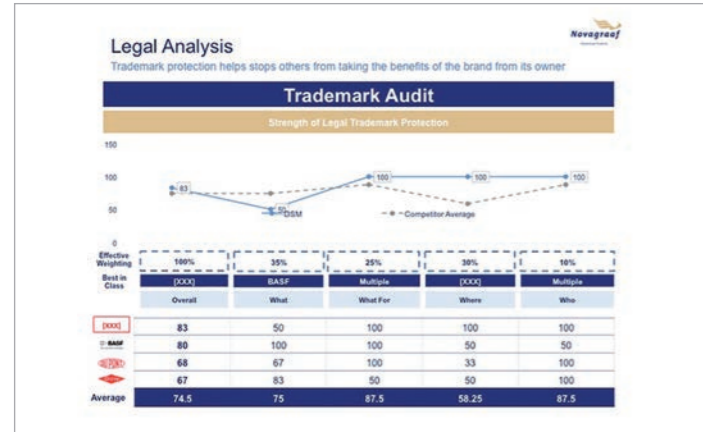 Novagraaf
Legal Analysis
Trademark protection helps stops others from taking the benefits of the brand from its owner
Trademark Audit
Strength of Legal Trademark Protection
150
100
50
0
83
50
100
100
100
DSM
Competitor Average
Effective Weighting
100%
35%
25%
30%
10%
Best in Class
[XXX]
BASF
Multiple
[XXX]
Multiple
Overall
What
What For
Where
Who
[XXX]
83
50
100
100
100
BASF
80
100
100
50
50
DUPONT
68
67
100
33
100
67
83
50
50
100
Average
74.5
75
87.5
58.25
87.5